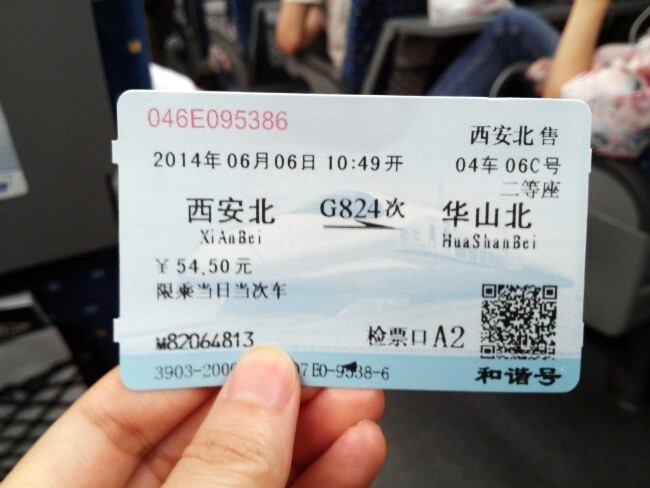 046E095386
西安北 售
2014年06月06日 10:49开
04车 06C号
二等座
西安北 G824次 华山北
XiAnBei HuaShanBei
¥54.50元
限乘当日当次车
M82064813
检票口A2
和谐号